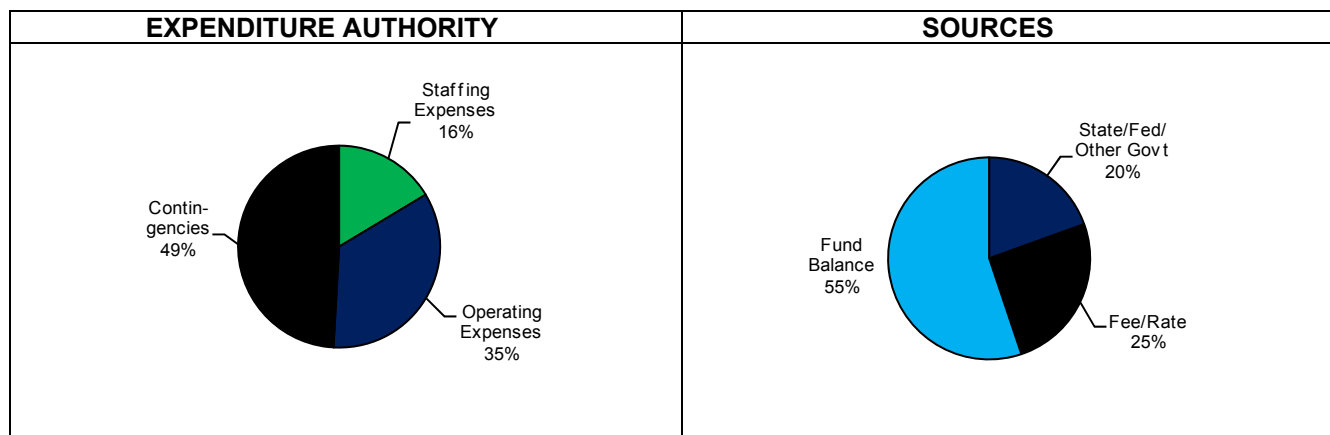 EXPENDITURE AUTHORITY
SOURCES
Staffing
Expenses
16%
Contin-
gencies
49%
Operating
Expenses
35%
State/Fed/
Other Govt
20%
Fund
Balance
55%
Fee/Rate
25%